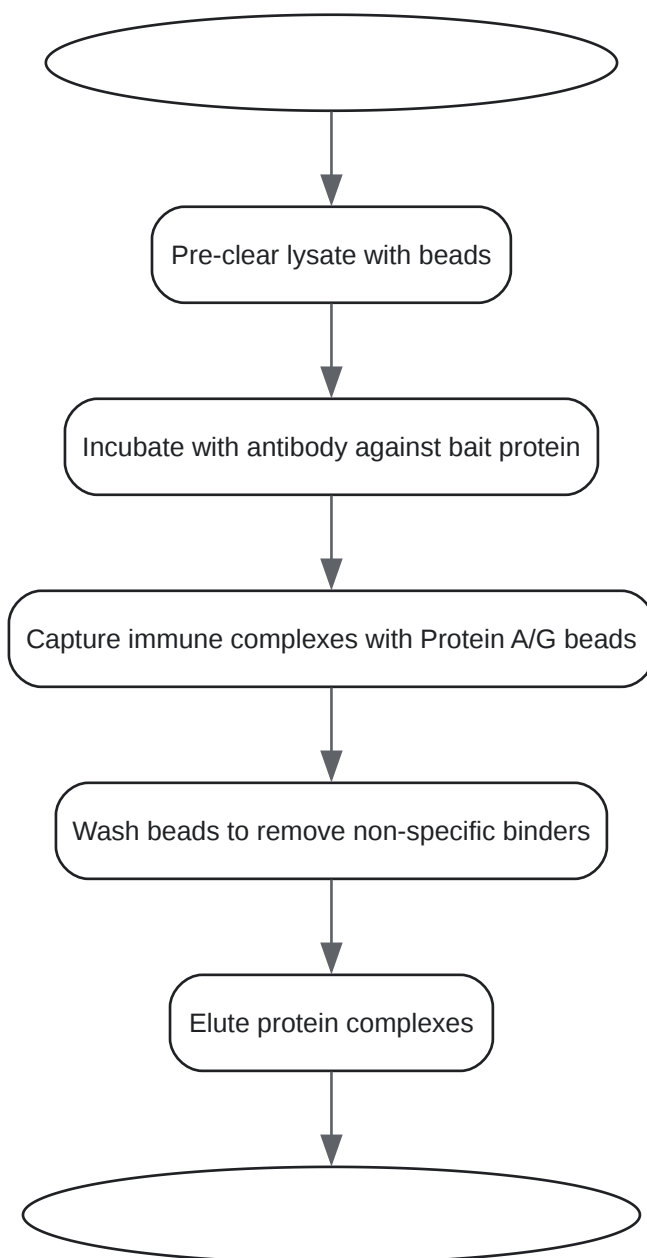 Pre-clear lysate with beads
Incubate with antibody against bait protein
Capture immune complexes with Protein A/G beads
Wash beads to remove non-specific binders
Elute protein complexes